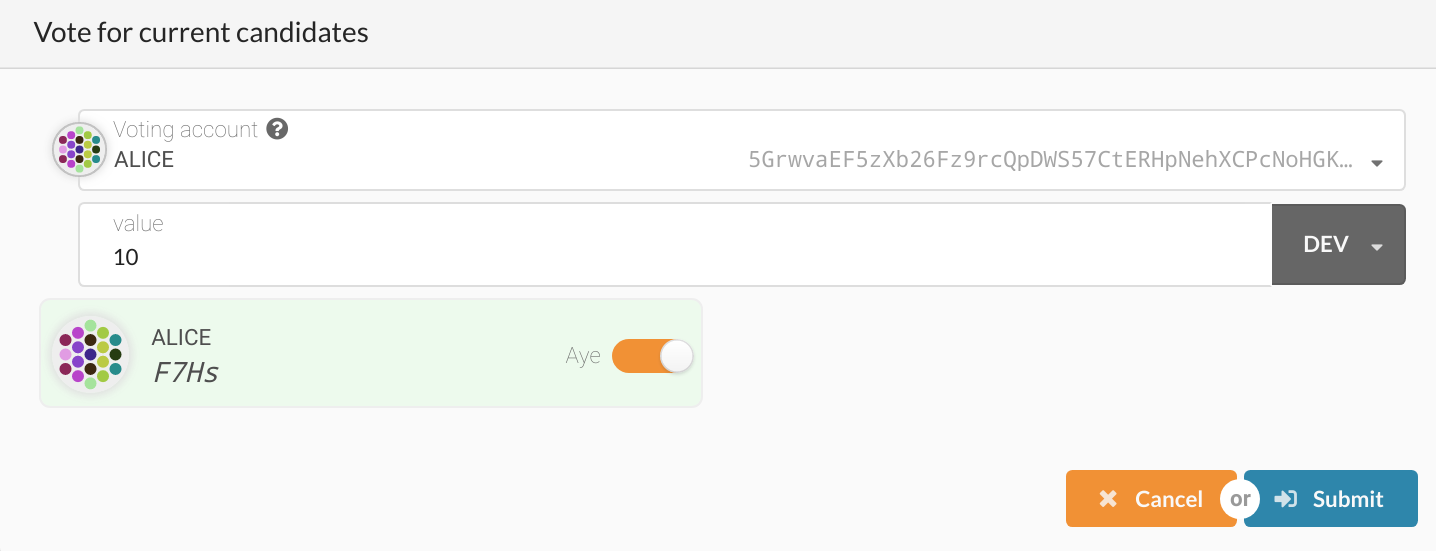 Vote for current candidates
Voting account ?
ALICE 5GrwvaEF5zXb26Fz9rcQpDWS57CtERHpNehXCPcNoHGK…
value
10
DEV
ALICE
F7Hs
Aye
Cancel or Submit